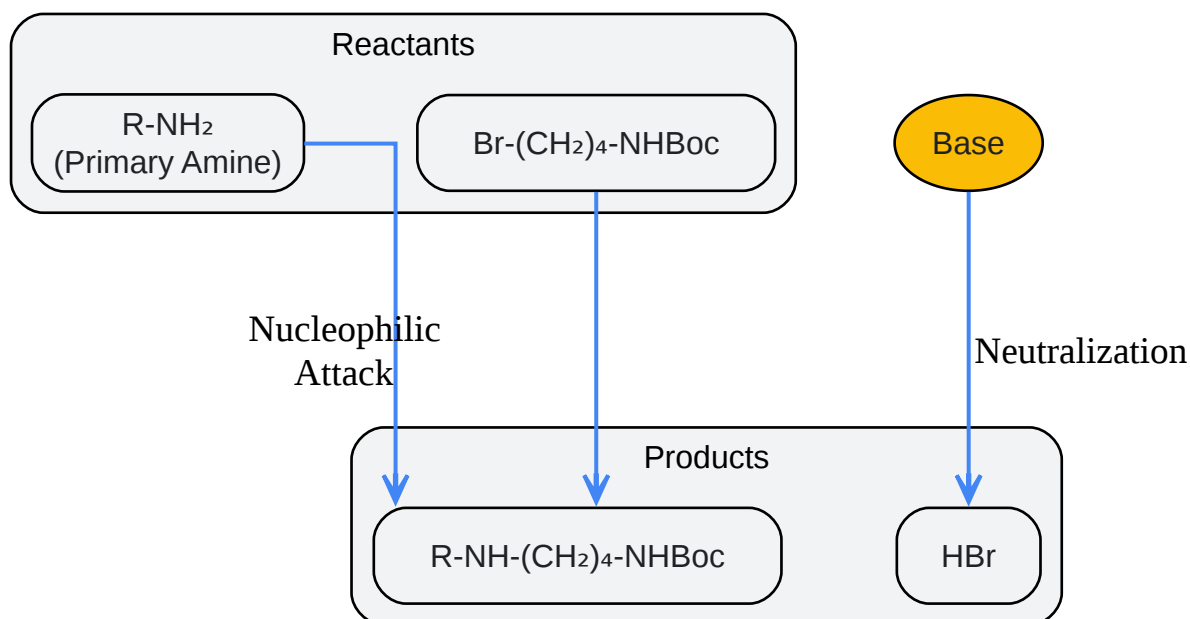 Reactants
R-NH₂
(Primary Amine)
Br-(CH₂)₄-NHBoc
Base
Nucleophilic
Attack
Neutralization
Products
R-NH-(CH₂)₄-NHBoc
HBr